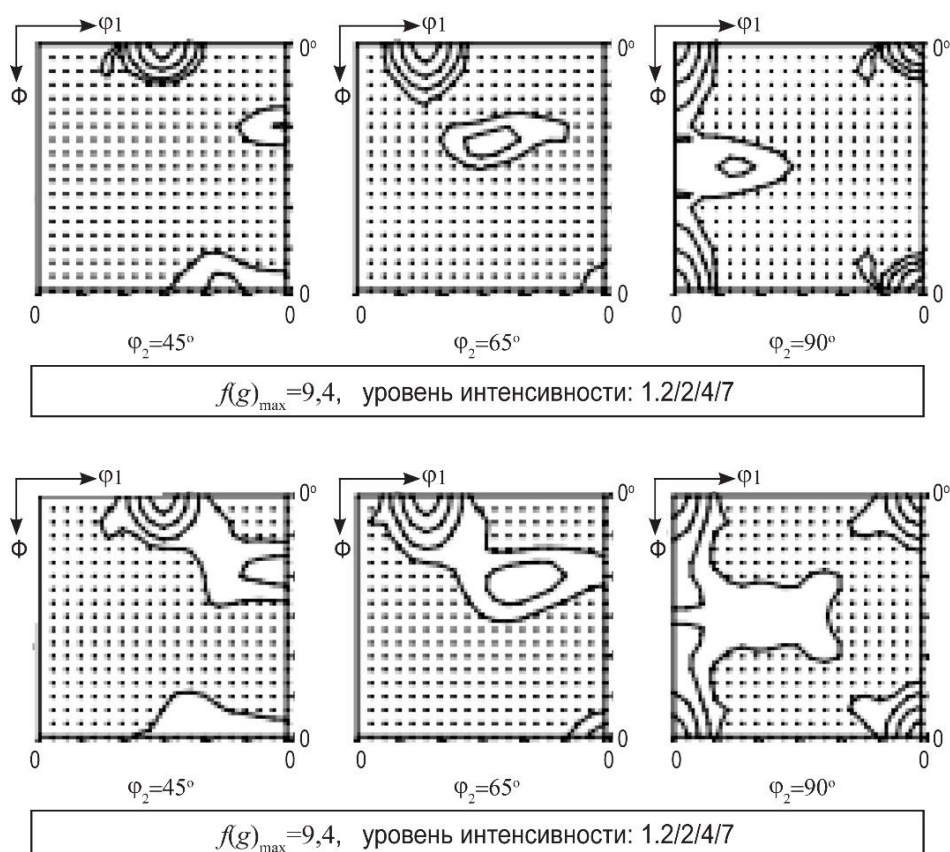 φ1
Φ
0°
0
0
0
φ₂=45°
φ1
Φ
0°
0
0
0
φ₂=65°
φ1
Φ
0°
0
0
0
φ₂=90°
f(g)max=9,4, уровень интенсивности: 1.2/2/4/7
φ1
Φ
0°
0
0
0
φ₂=45°
φ1
Φ
0°
0
0
0
φ₂=65°
φ1
Φ
0°
0
0
0
φ₂=90°
f(g)max=9,4, уровень интенсивности: 1.2/2/4/7